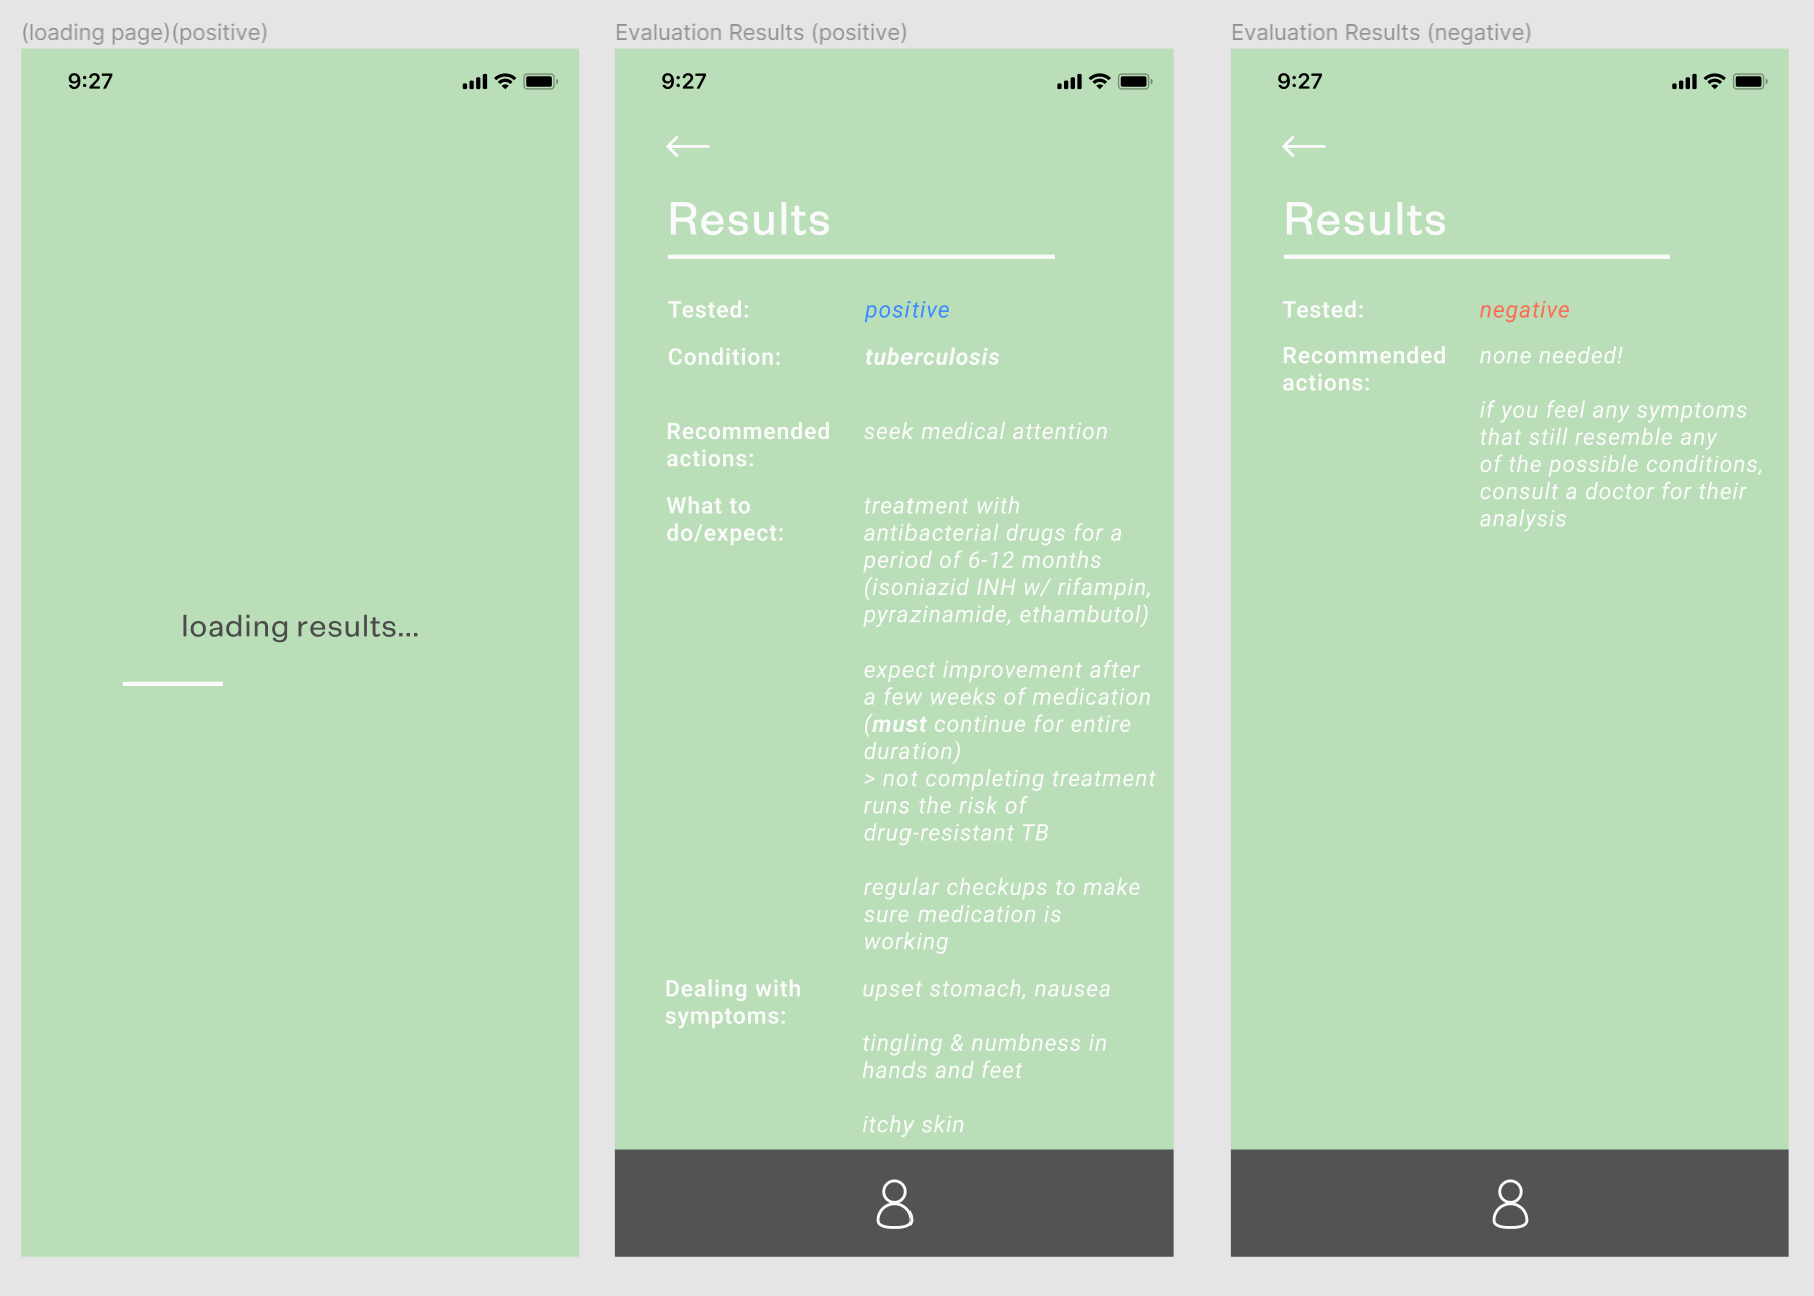 (loading page)(positive)
9:27
loading results...
Evaluation Results (positive)
9:27
Results
Tested: positive
Condition: tuberculosis
Recommended seek medical attention
actions:
What to treatment with
do/expect: antibacterial drugs for a
period of 6-12 months
(isoniazid INH w/ rifampin,
pyrazinamide, ethambutol)
expect improvement after
a few weeks of medication
(must continue for entire
duration)
> not completing treatment
runs the risk of
drug-resistant TB
regular checkups to make
sure medication is
working
Dealing with upset stomach, nausea
symptoms:
tingling & numbness in
hands and feet
itchy skin
Evaluation Results (negative)
9:27
Results
Tested: negative
Recommended none needed!
actions:
if you feel any symptoms
that still resemble any
of the possible conditions,
consult a doctor for their
analysis